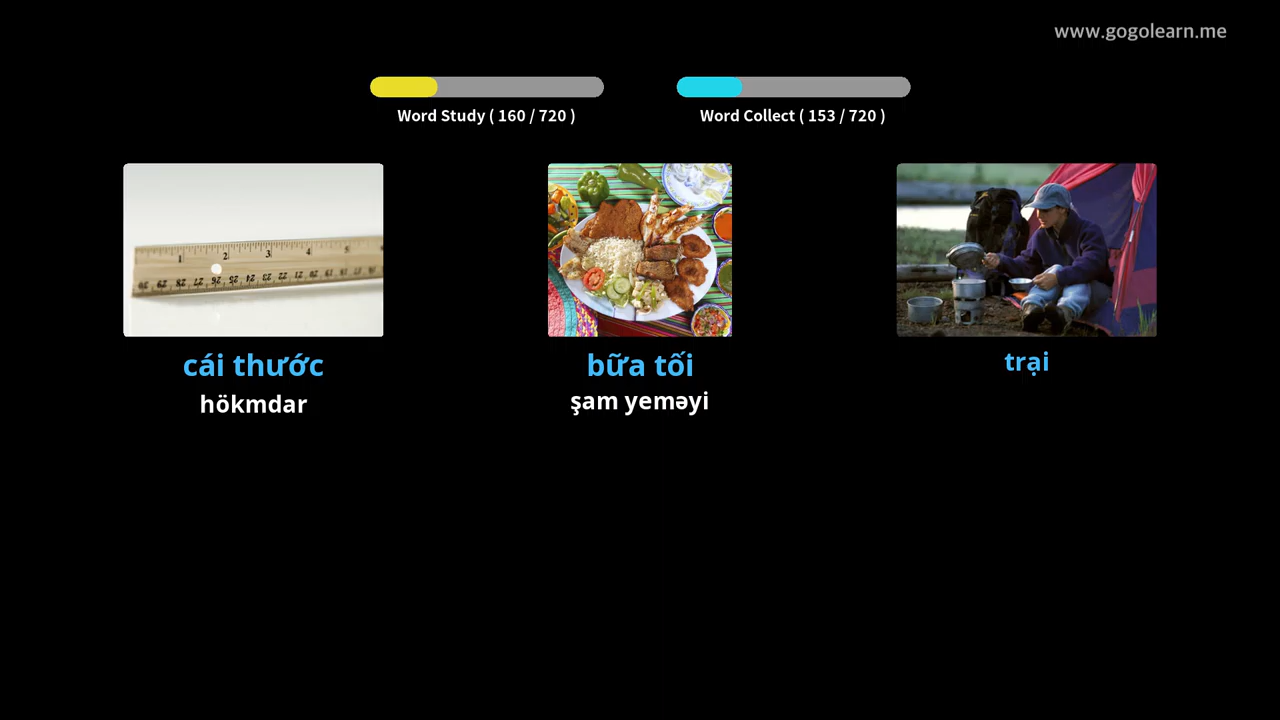 www.gogolearn.me
Word Study ( 160 / 720 )
Word Collect ( 153 / 720 )
cái thước
hökmdar
bữa tối
şam yeməyi
trại